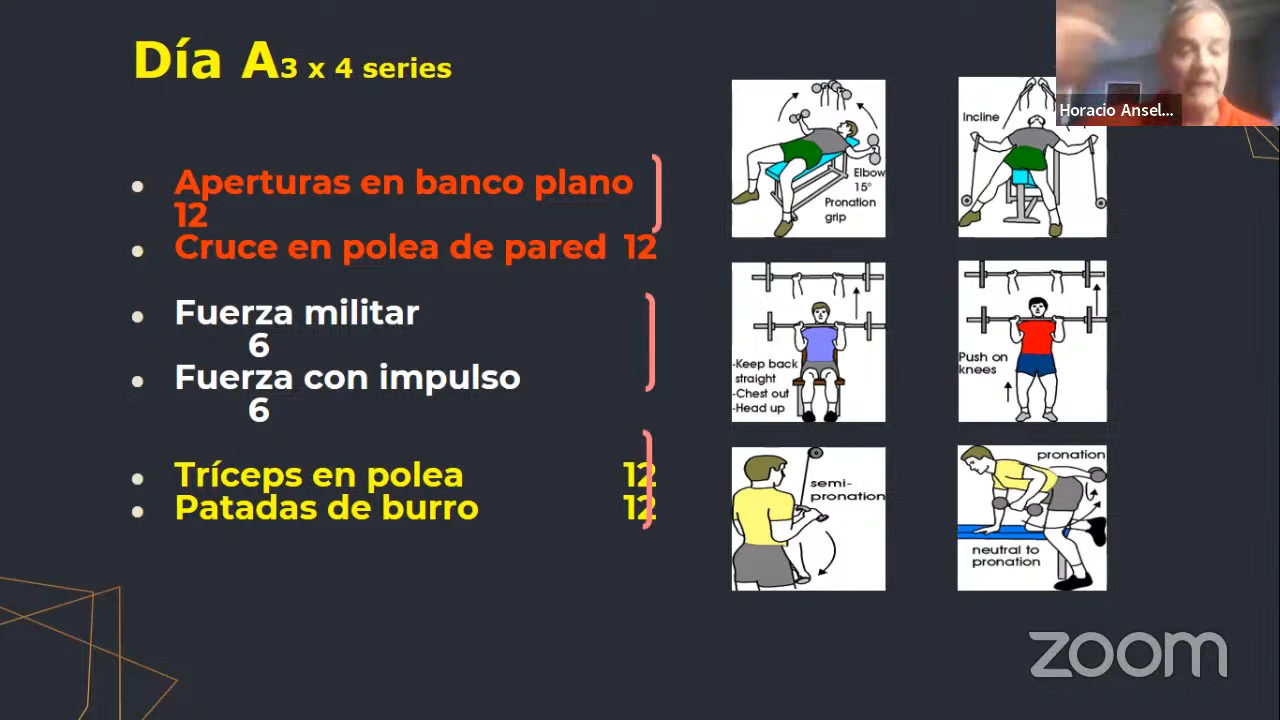 Día A 3 x 4 series
Aperturas en banco plano
12
Cruce en polea de pared 12
Fuerza militar
6
Fuerza con impulso
6
Tríceps en polea 12
Patadas de burro 12
Elbow
15°
Pronation
grip
Incline
Horacio Ansel...
-Keep back
straight
-Chest out
-Head up
Push on
knees
semi-
pronation
pronation
neutral to
pronation
zoom